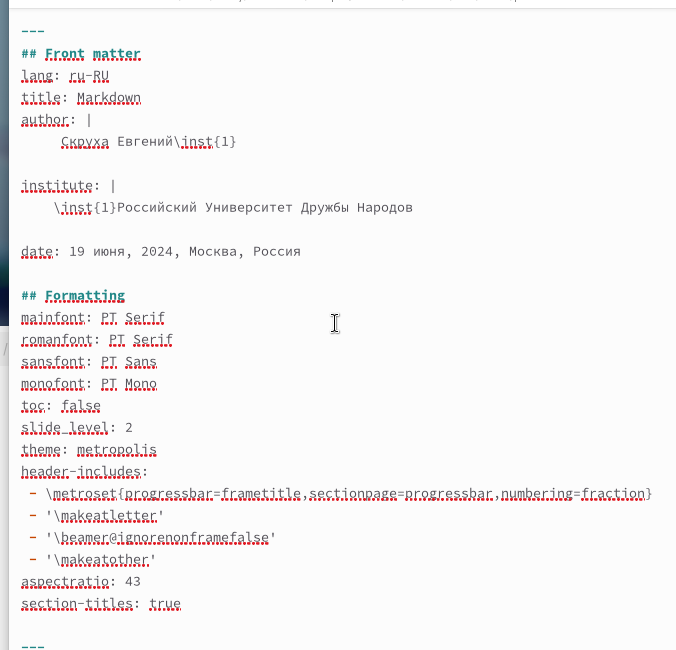 ---
## Front matter
lang: ru-RU
title: Markdown
author: |
     Скруха Евгений\inst{1}
institute: |
    \inst{1}Российский Университет Дружбы Народов
date: 19 июня, 2024, Москва, Россия
## Formatting
mainfont: PT Serif
romanfont: PT Serif
sansfont: PT Sans
monofont: PT Mono
toc: false
slide_level: 2
theme: metropolis
header-includes:
 - \metroset{progressbar=frametitle,sectionpage=progressbar,numbering=fraction}
 - '\makeatletter'
 - '\beamer@ignorenonframefalse'
 - '\makeatother'
aspectratio: 43
section-titles: true
---